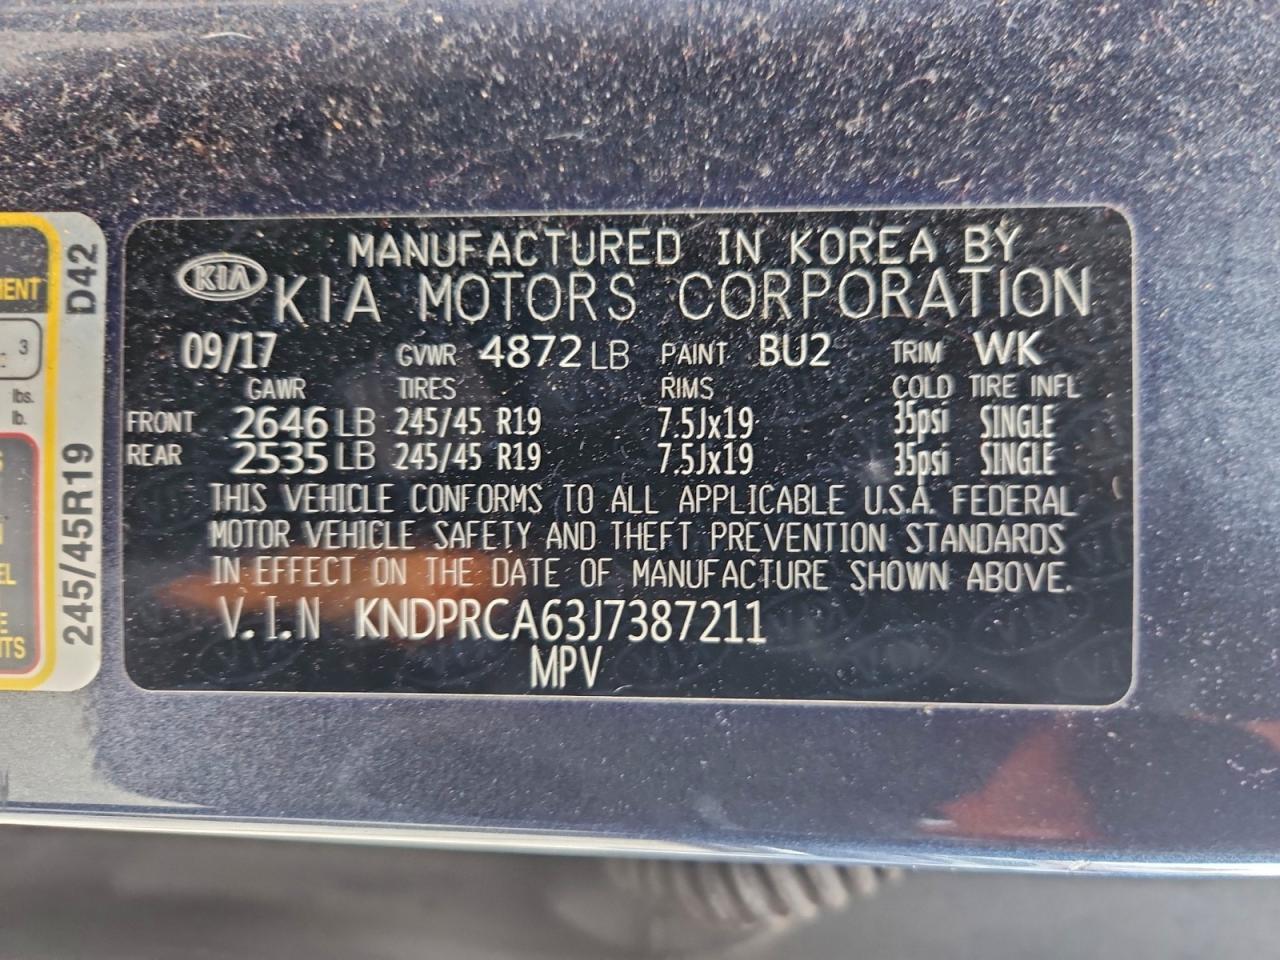 MANUFACTURED IN KOREA BY
KIA
KIA MOTORS CORPORATION
09/17 GVWR 4872 LB PAINT BU2 TRIM WK
GAWR TIRES RIMS COLD TIRE INFL
FRONT 2646 LB 245/45 R19 7.5Jx19 35psi SINGLE
REAR 2535 LB 245/45 R19 7.5Jx19 35psi SINGLE
THIS VEHICLE CONFORMS TO ALL APPLICABLE U.S.A. FEDERAL
MOTOR VEHICLE SAFETY AND THEFT PREVENTION STANDARDS
IN EFFECT ON THE DATE OF MANUFACTURE SHOWN ABOVE.
V.I.N KNDPRCA63J7387211
MPV
245/45R19 D42
3
lbs.
lb.